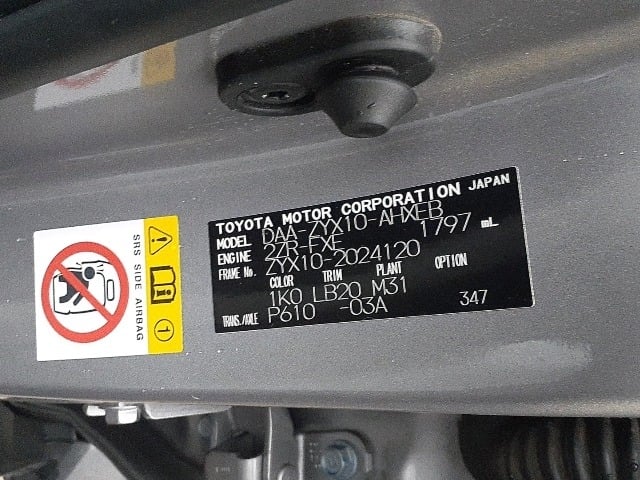 TOYOTA MOTOR CORPORATION JAPAN
MODEL DAA-ZYX10-AHXEB
ENGINE 2ZR-FXE 1797 mL
FRAME No. ZYX10-2024120
COLOR TRIM PLANT OPTION
1K0 LB20 M31
TRANS./AXLE P610 -03A 347
SRS SIDE AIRBAG
1